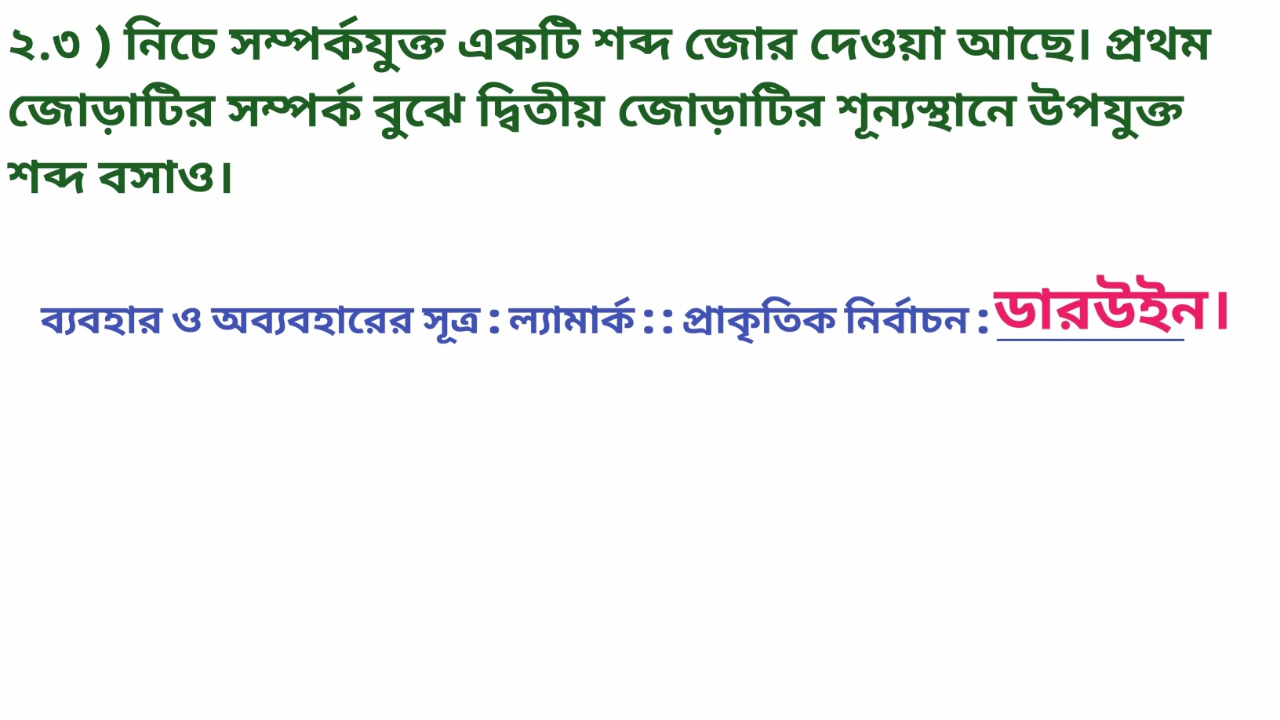 ২.৩ ) নিচে সম্পর্কযুক্ত একটি শব্দ জোর দেওয়া আছে। প্রথম
জোড়াটির সম্পর্ক বুঝে দ্বিতীয় জোড়াটির শূন্যস্থানে উপযুক্ত
শব্দ বসাও।
ব্যবহার ও অব্যবহারের সূত্র : ল্যামার্ক : : প্রাকৃতিক নির্বাচন : ডারউইন।